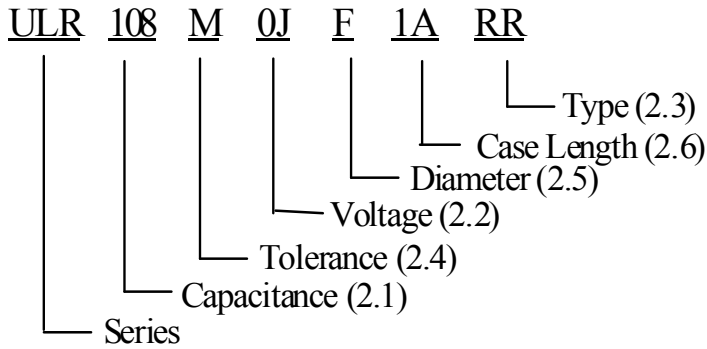 ULR 108 M 0J F 1A RR
Type (2.3)
Case Length (2.6)
Diameter (2.5)
Voltage (2.2)
Tolerance (2.4)
Capacitance (2.1)
Series